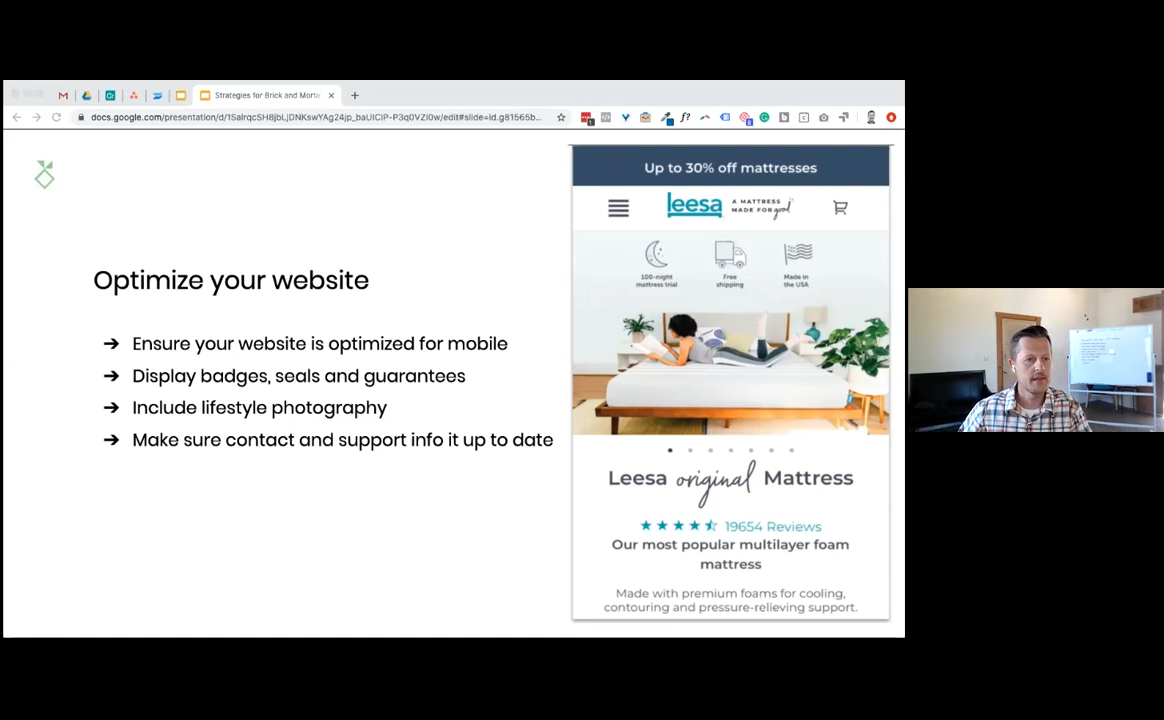 Strategies for Brick and Morta
docs.google.com/presentation/d/1SalrqcSH8jbLjDNKswYAg24jp_baUICIP-P3q0VZi0w/edit#slide=id.g81565b...
Optimize your website
➔ Ensure your website is optimized for mobile
➔ Display badges, seals and guarantees
➔ Include lifestyle photography
➔ Make sure contact and support info it up to date
Up to 30% off mattresses
leesa
A MATTRESS
MADE FOR good
100-night
mattress trial
Free
shipping
Made in
the USA
Leesa original Mattress
19654 Reviews
Our most popular multilayer foam
mattress
Made with premium foams for cooling,
contouring and pressure-relieving support.